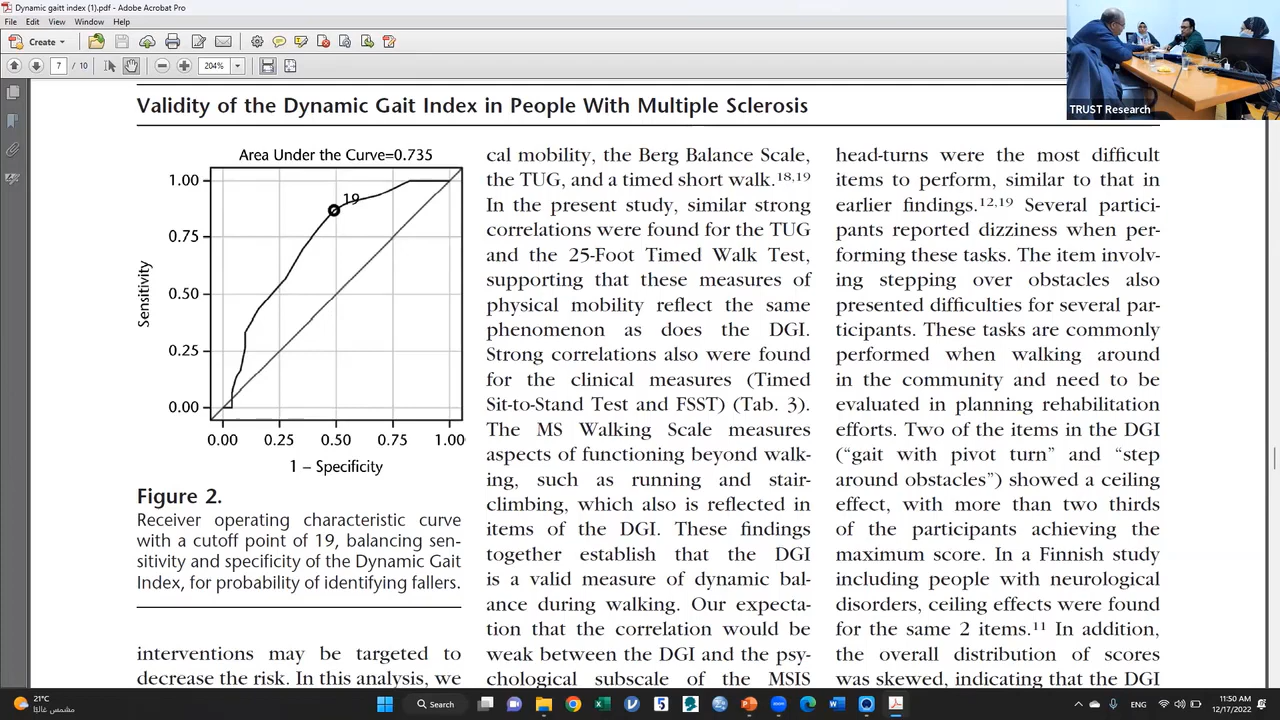 Dynamic gaitt index (1).pdf - Adobe Acrobat Pro
File Edit View Window Help
Create
7 / 10
204%
TRUST Research
Validity of the Dynamic Gait Index in People With Multiple Sclerosis
Area Under the Curve=0.735
1.00
0.75
0.50
0.25
0.00
Sensitivity
19
0.00 0.25 0.50 0.75 1.00
1 – Specificity
Figure 2.
Receiver operating characteristic curve
with a cutoff point of 19, balancing sen-
sitivity and specificity of the Dynamic Gait
Index, for probability of identifying fallers.
interventions may be targeted to
decrease the risk. In this analysis, we
cal mobility, the Berg Balance Scale,
the TUG, and a timed short walk.18,19
In the present study, similar strong
correlations were found for the TUG
and the 25-Foot Timed Walk Test,
supporting that these measures of
physical mobility reflect the same
phenomenon as does the DGI.
Strong correlations also were found
for the clinical measures (Timed
Sit-to-Stand Test and FSST) (Tab. 3).
The MS Walking Scale measures
aspects of functioning beyond walk-
ing, such as running and stair-
climbing, which also is reflected in
items of the DGI. These findings
together establish that the DGI
is a valid measure of dynamic bal-
ance during walking. Our expecta-
tion that the correlation would be
weak between the DGI and the psy-
chological subscale of the MSIS
head-turns were the most difficult
items to perform, similar to that in
earlier findings.12,19 Several partici-
pants reported dizziness when per-
forming these tasks. The item involv-
ing stepping over obstacles also
presented difficulties for several par-
ticipants. These tasks are commonly
performed when walking around
in the community and need to be
evaluated in planning rehabilitation
efforts. Two of the items in the DGI
(“gait with pivot turn” and “step
around obstacles”) showed a ceiling
effect, with more than two thirds
of the participants achieving the
maximum score. In a Finnish study
including people with neurological
disorders, ceiling effects were found
for the same 2 items.11 In addition,
the overall distribution of scores
was skewed, indicating that the DGI
21°C
مشمس غالبًا
Search
ENG
11:50 AM
12/17/2022